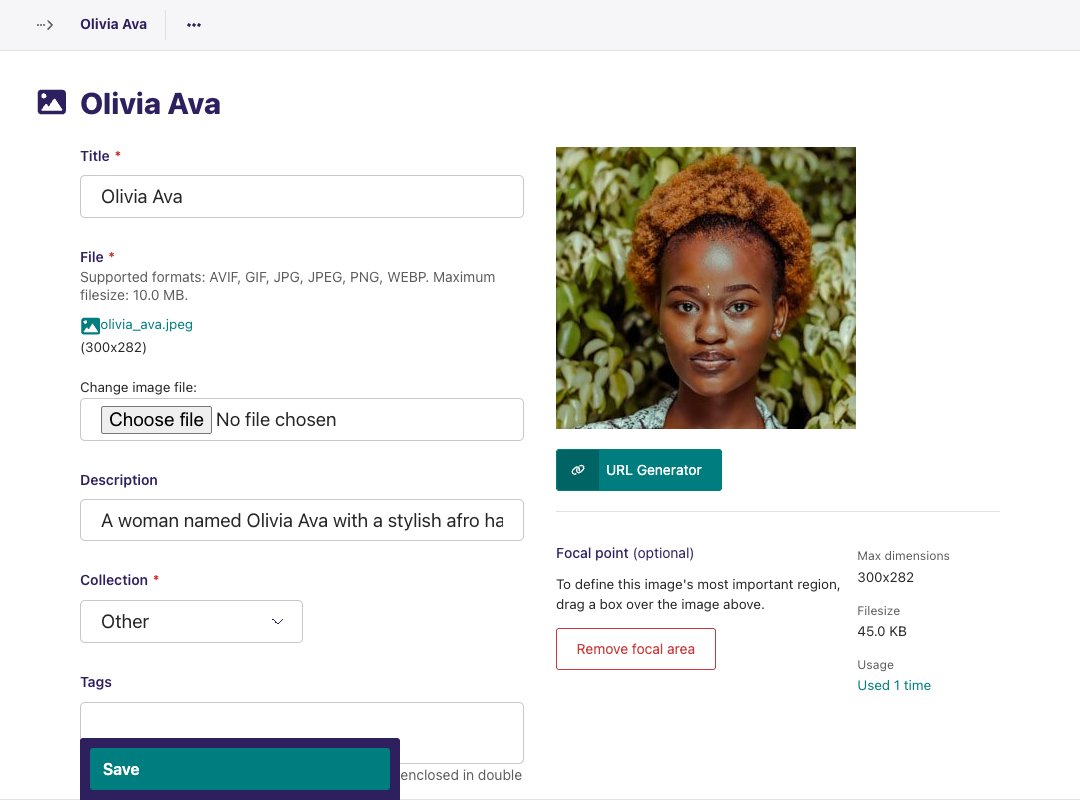 Olivia Ava
Olivia Ava
Title *
Olivia Ava
File *
Supported formats: AVIF, GIF, JPG, JPEG, PNG, WEBP. Maximum
filesize: 10.0 MB.
olivia_ava.jpeg
(300x282)
Change image file:
Choose file No file chosen
Description
A woman named Olivia Ava with a stylish afro ha
Collection *
Other
Tags
enclosed in double
Save
URL Generator
Focal point (optional)
To define this image's most important region,
drag a box over the image above.
Remove focal area
Max dimensions
300x282
Filesize
45.0 KB
Usage
Used 1 time